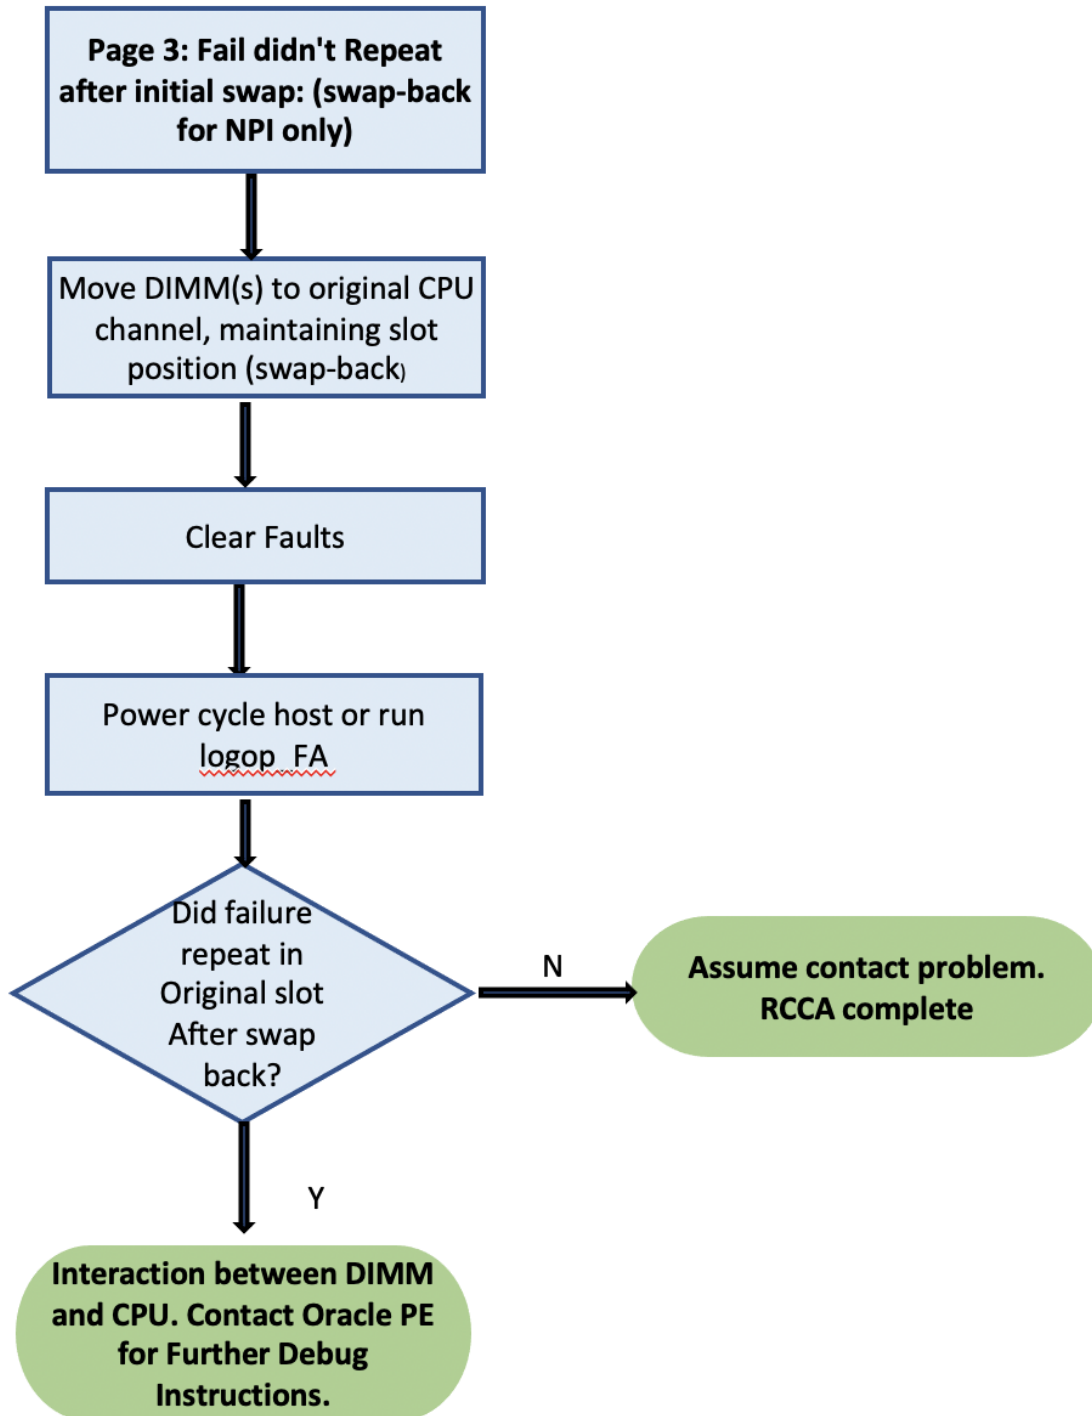 Page 3: Fail didn't Repeat
after initial swap: (swap-back
for NPI only)
Move DIMM(s) to original CPU
channel, maintaining slot
position (swap-back)
Clear Faults
Power cycle host or run
logop_FA
Did failure
repeat in
Original slot
After swap
back?
N
Assume contact problem.
RCCA complete
Y
Interaction between DIMM
and CPU. Contact Oracle PE
for Further Debug
Instructions.